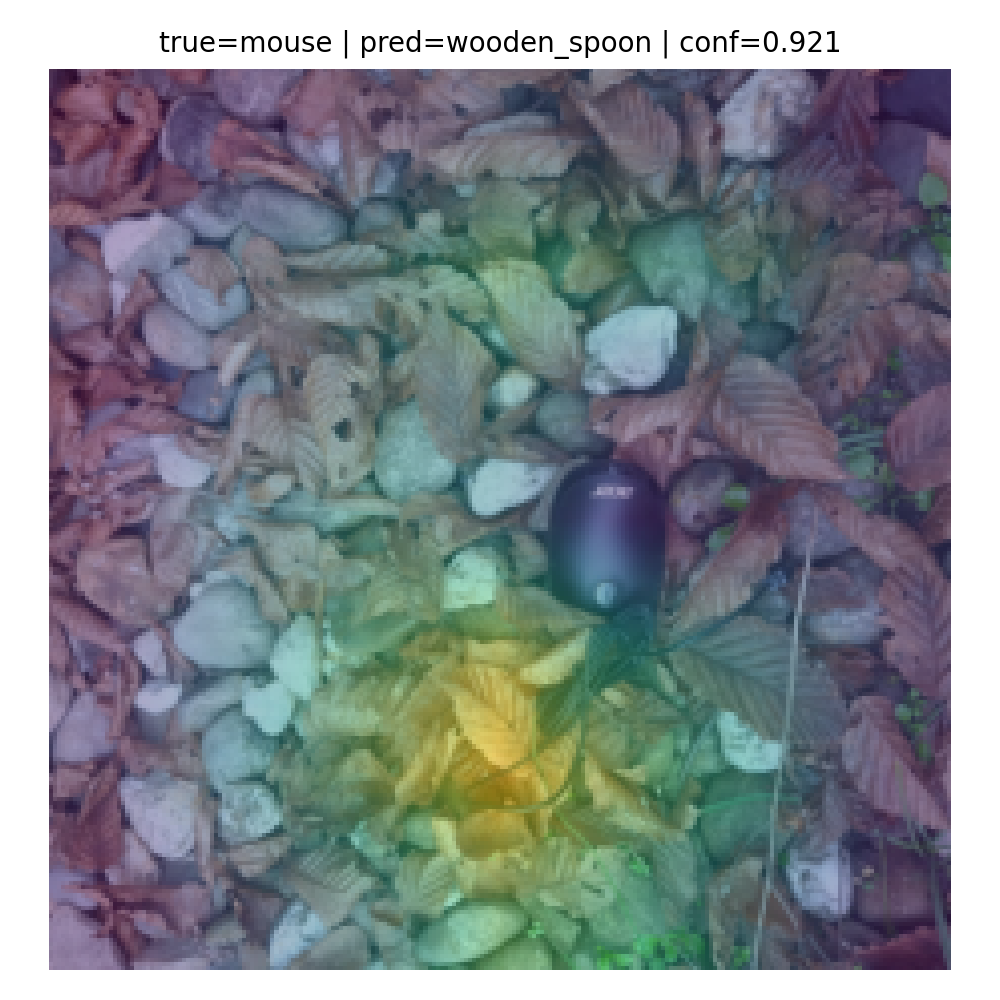 true=mouse | pred=wooden_spoon | conf=0.921